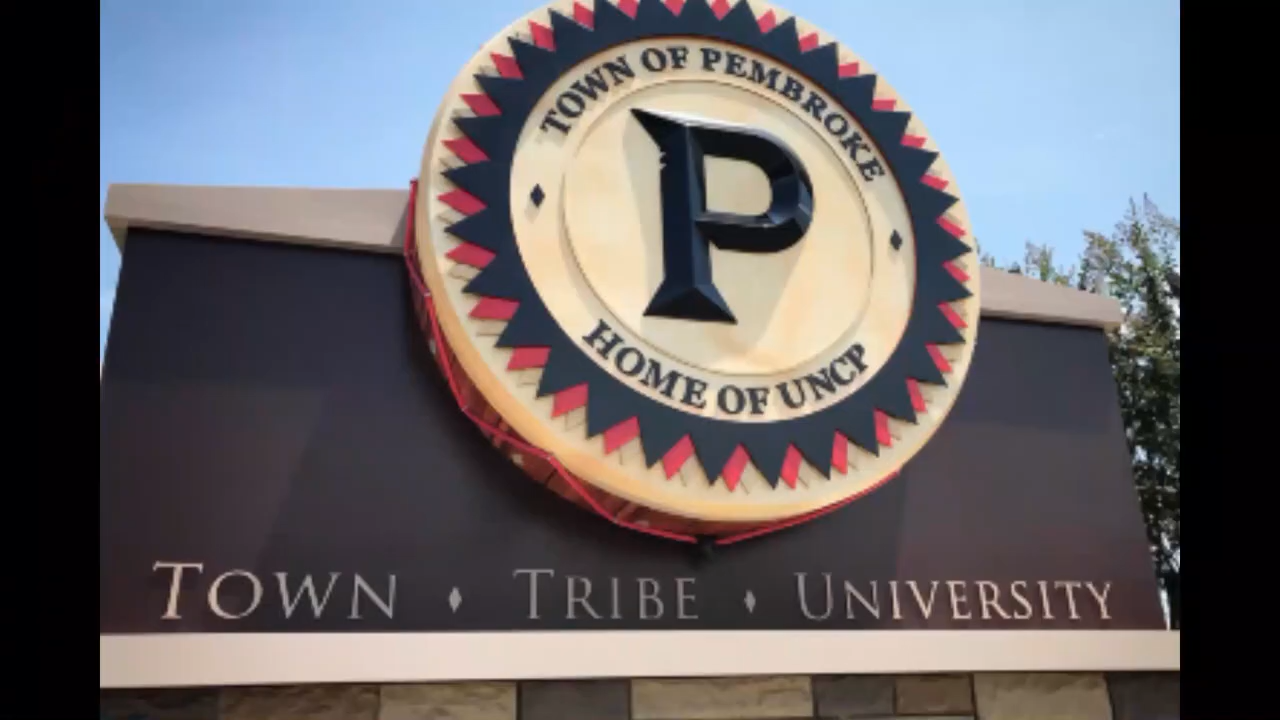 TOWN OF PEMBROKE
P
HOME OF UNCP
TOWN ♦ TRIBE ♦ UNIVERSITY